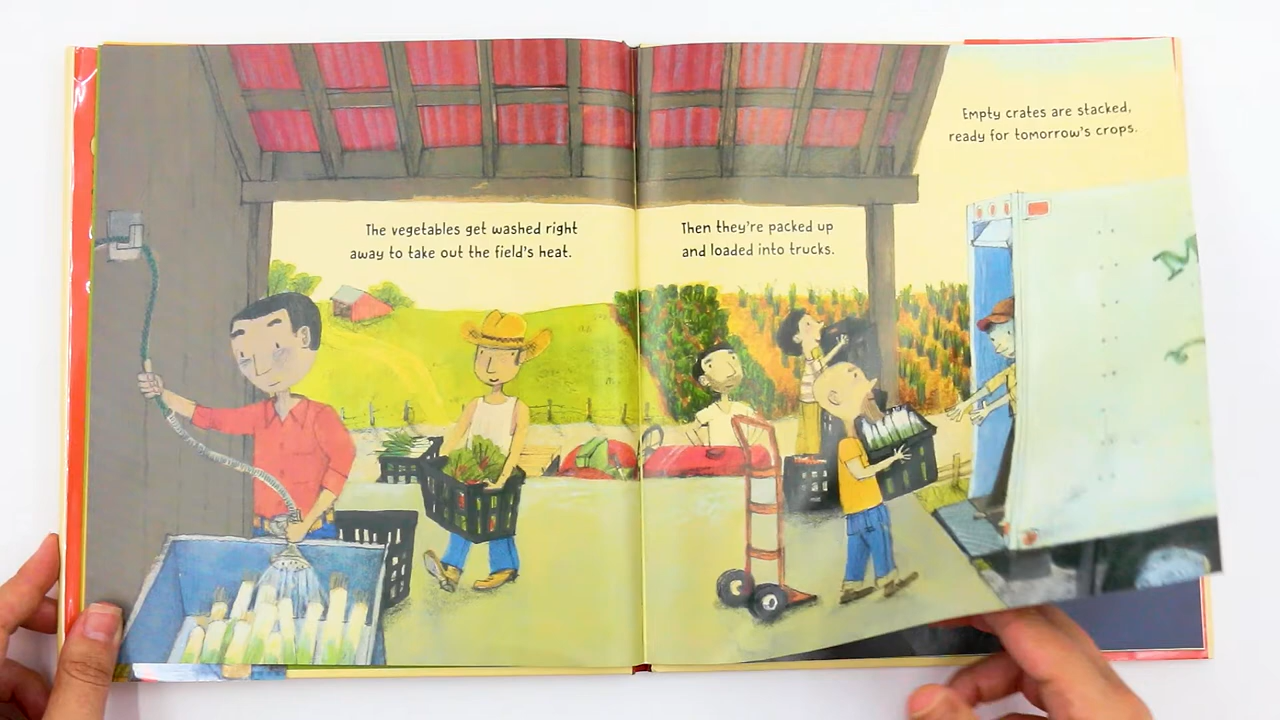 The vegetables get washed right
away to take out the field's heat.
Then they're packed up
and loaded into trucks.
Empty crates are stacked,
ready for tomorrow's crops.
M